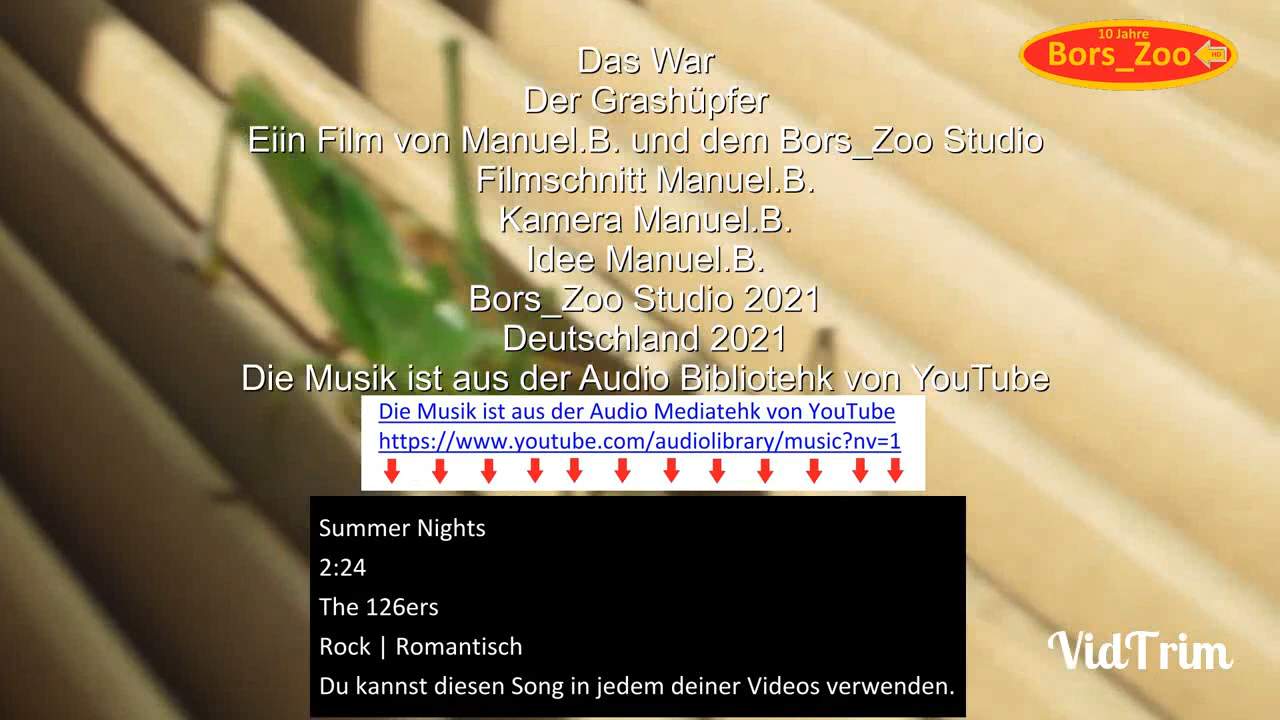 10 Jahre
Bors_Zoo
HD
Das War
Der Grashüpfer
Eiin Film von Manuel.B. und dem Bors_Zoo Studio
Filmschnitt Manuel.B.
Kamera Manuel.B.
Idee Manuel.B.
Bors_Zoo Studio 2021
Deutschland 2021
Die Musik ist aus der Audio Bibliotehk von YouTube
Die Musik ist aus der Audio Mediatehk von YouTube
https://www.youtube.com/audiolibrary/music?nv=1
Summer Nights
2:24
The 126ers
Rock | Romantisch
Du kannst diesen Song in jedem deiner Videos verwenden.
VidTrim